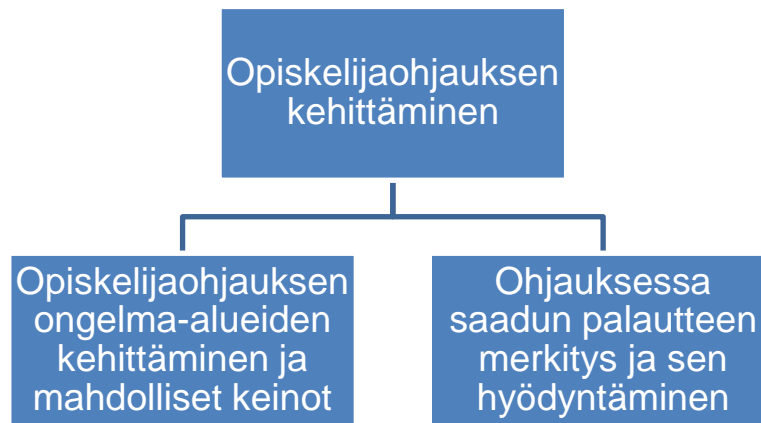 Opiskelijaohjauksen
kehittäminen
Opiskelijaohjauksen
ongelma-alueiden
kehittäminen ja
mahdolliset keinot
Ohjauksessa
saadun palautteen
merkitys ja sen
hyödyntäminen